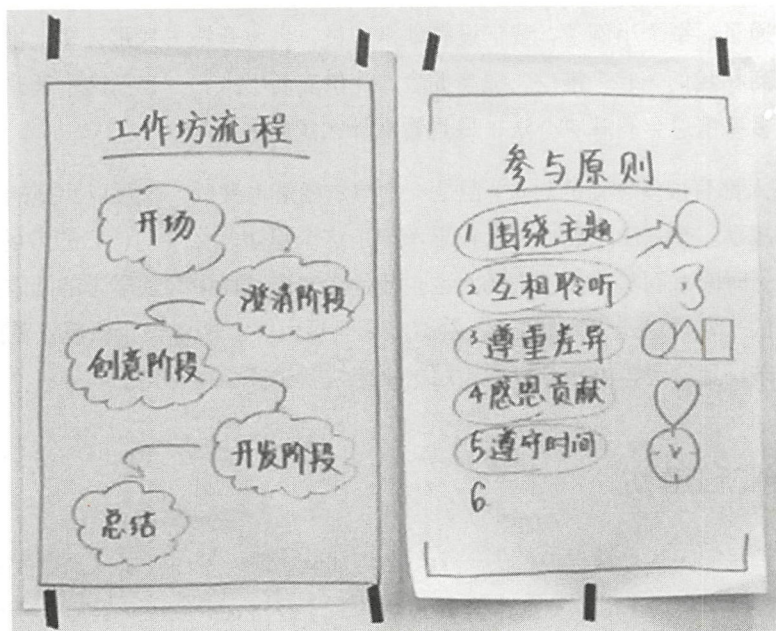 工作坊流程
开场
澄清阶段
创意阶段
开发阶段
总结
参与原则
1 围绕主题
2 互相聆听
3 尊重差异
4 感恩贡献
5 遵守时间
6